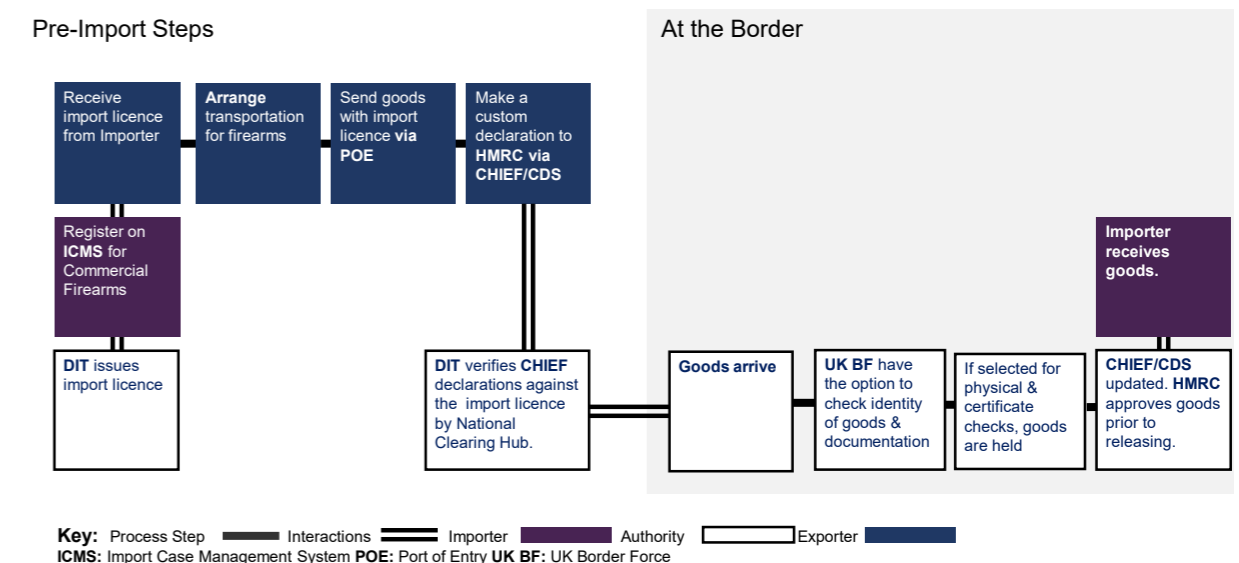 Pre-Import Steps
At the Border
Receive
import licence
from Importer
Arrange
transportation
for firearms
Send goods
with import
licence via
POE
Make a
custom
declaration to
HMRC via
CHIEF/CDS
Register on
ICMS for
Commercial
Firearms
Importer
receives
goods.
DIT issues
import licence
DIT verifies CHIEF
declarations against
the import licence
by National
Clearing Hub.
Goods arrive
UK BF have
the option to
check identity
of goods &
documentation
If selected for
physical &
certificate
checks, goods
are held
CHIEF/CDS
updated. HMRC
approves goods
prior to
releasing.
Key: Process Step Interactions Importer Authority Exporter
ICMS: Import Case Management System POE: Port of Entry UK BF: UK Border Force